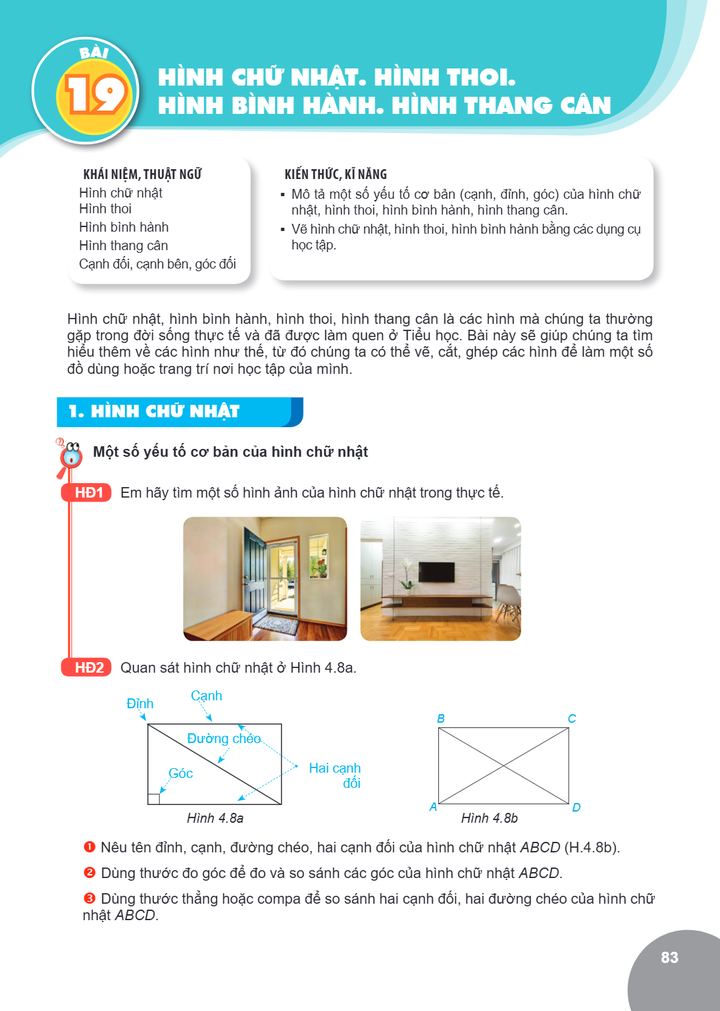 BÀI
19
HÌNH CHỮ NHẬT. HÌNH THOI.
HÌNH BÌNH HÀNH. HÌNH THANG CÂN
KHÁI NIỆM, THUẬT NGỮ
Hình chữ nhật
Hình thoi
Hình bình hành
Hình thang cân
Cạnh đối, cạnh bên, góc đối
KIẾN THỨC, KĨ NĂNG
▪ Mô tả một số yếu tố cơ bản (cạnh, đỉnh, góc) của hình chữ
nhật, hình thoi, hình bình hành, hình thang cân.
▪ Vẽ hình chữ nhật, hình thoi, hình bình hành bằng các dụng cụ
học tập.
Hình chữ nhật, hình bình hành, hình thoi, hình thang cân là các hình mà chúng ta thường
gặp trong đời sống thực tế và đã được làm quen ở Tiểu học. Bài này sẽ giúp chúng ta tìm
hiểu thêm về các hình như thế, từ đó chúng ta có thể vẽ, cắt, ghép các hình để làm một số
đồ dùng hoặc trang trí nơi học tập của mình.
1. HÌNH CHỮ NHẬT
Một số yếu tố cơ bản của hình chữ nhật
HĐ1 Em hãy tìm một số hình ảnh của hình chữ nhật trong thực tế.
HĐ2 Quan sát hình chữ nhật ở Hình 4.8a.
Đỉnh
Cạnh
Đường chéo
Góc
Hai cạnh
đối
Hình 4.8a
B
C
A
D
Hình 4.8b
❶ Nêu tên đỉnh, cạnh, đường chéo, hai cạnh đối của hình chữ nhật ABCD (H.4.8b).
❷ Dùng thước đo góc để đo và so sánh các góc của hình chữ nhật ABCD.
❸ Dùng thước thẳng hoặc compa để so sánh hai cạnh đối, hai đường chéo của hình chữ
nhật ABCD.
83